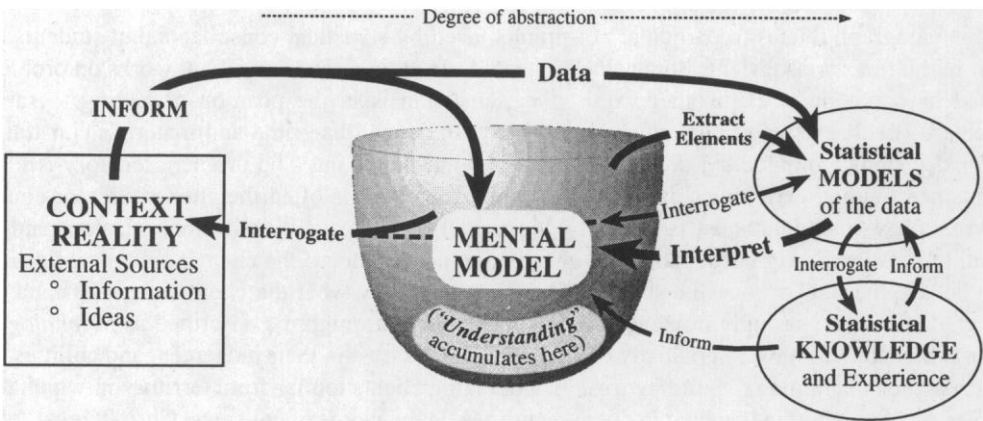 Degree of abstraction
Data
INFORM
Extract
Elements
Statistical
MODELS
of the data
CONTEXT
REALITY
External Sources
° Information
° Ideas
Interrogate
MENTAL
MODEL
Interrogate
Interpret
Interrogate
Inform
("Understanding"
accumulates here)
Inform
Statistical
KNOWLEDGE
and Experience